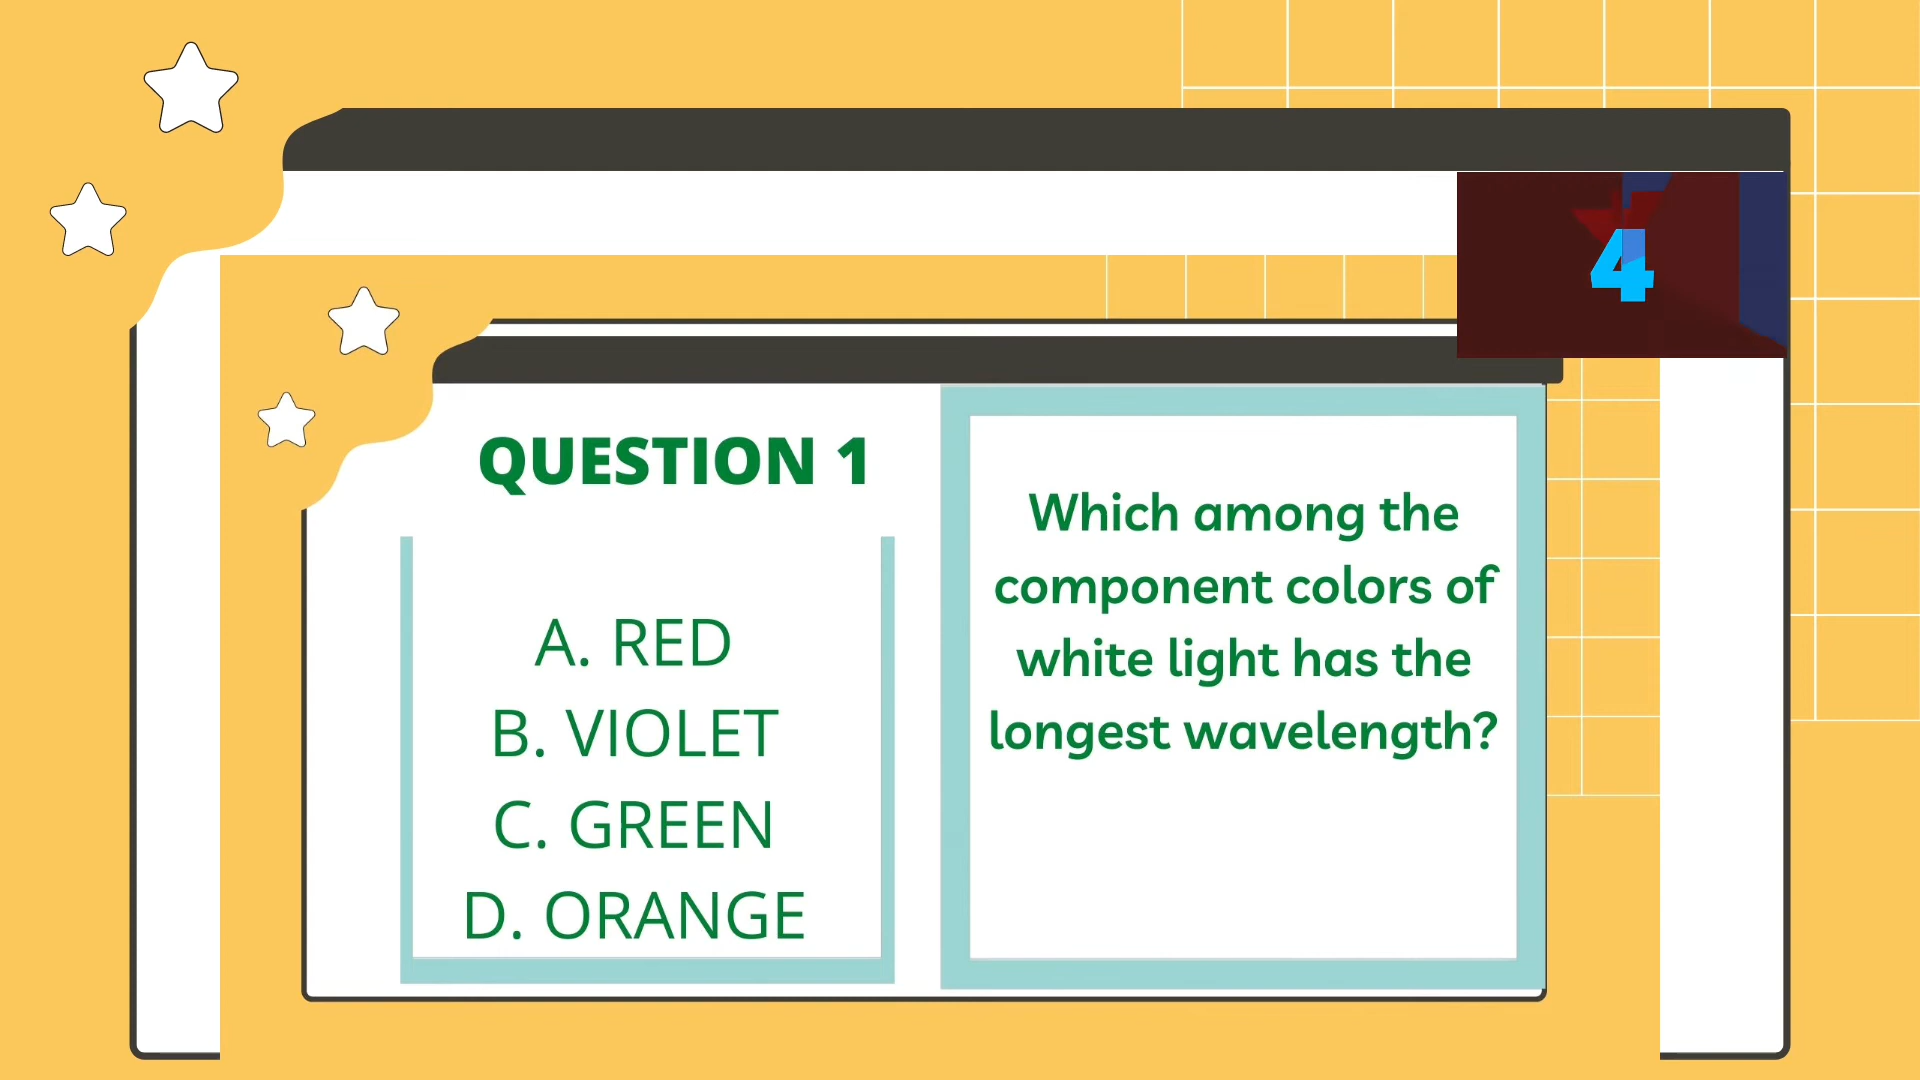 4
QUESTION 1
A. RED
B. VIOLET
C. GREEN
D. ORANGE
Which among the
component colors of
white light has the
longest wavelength?